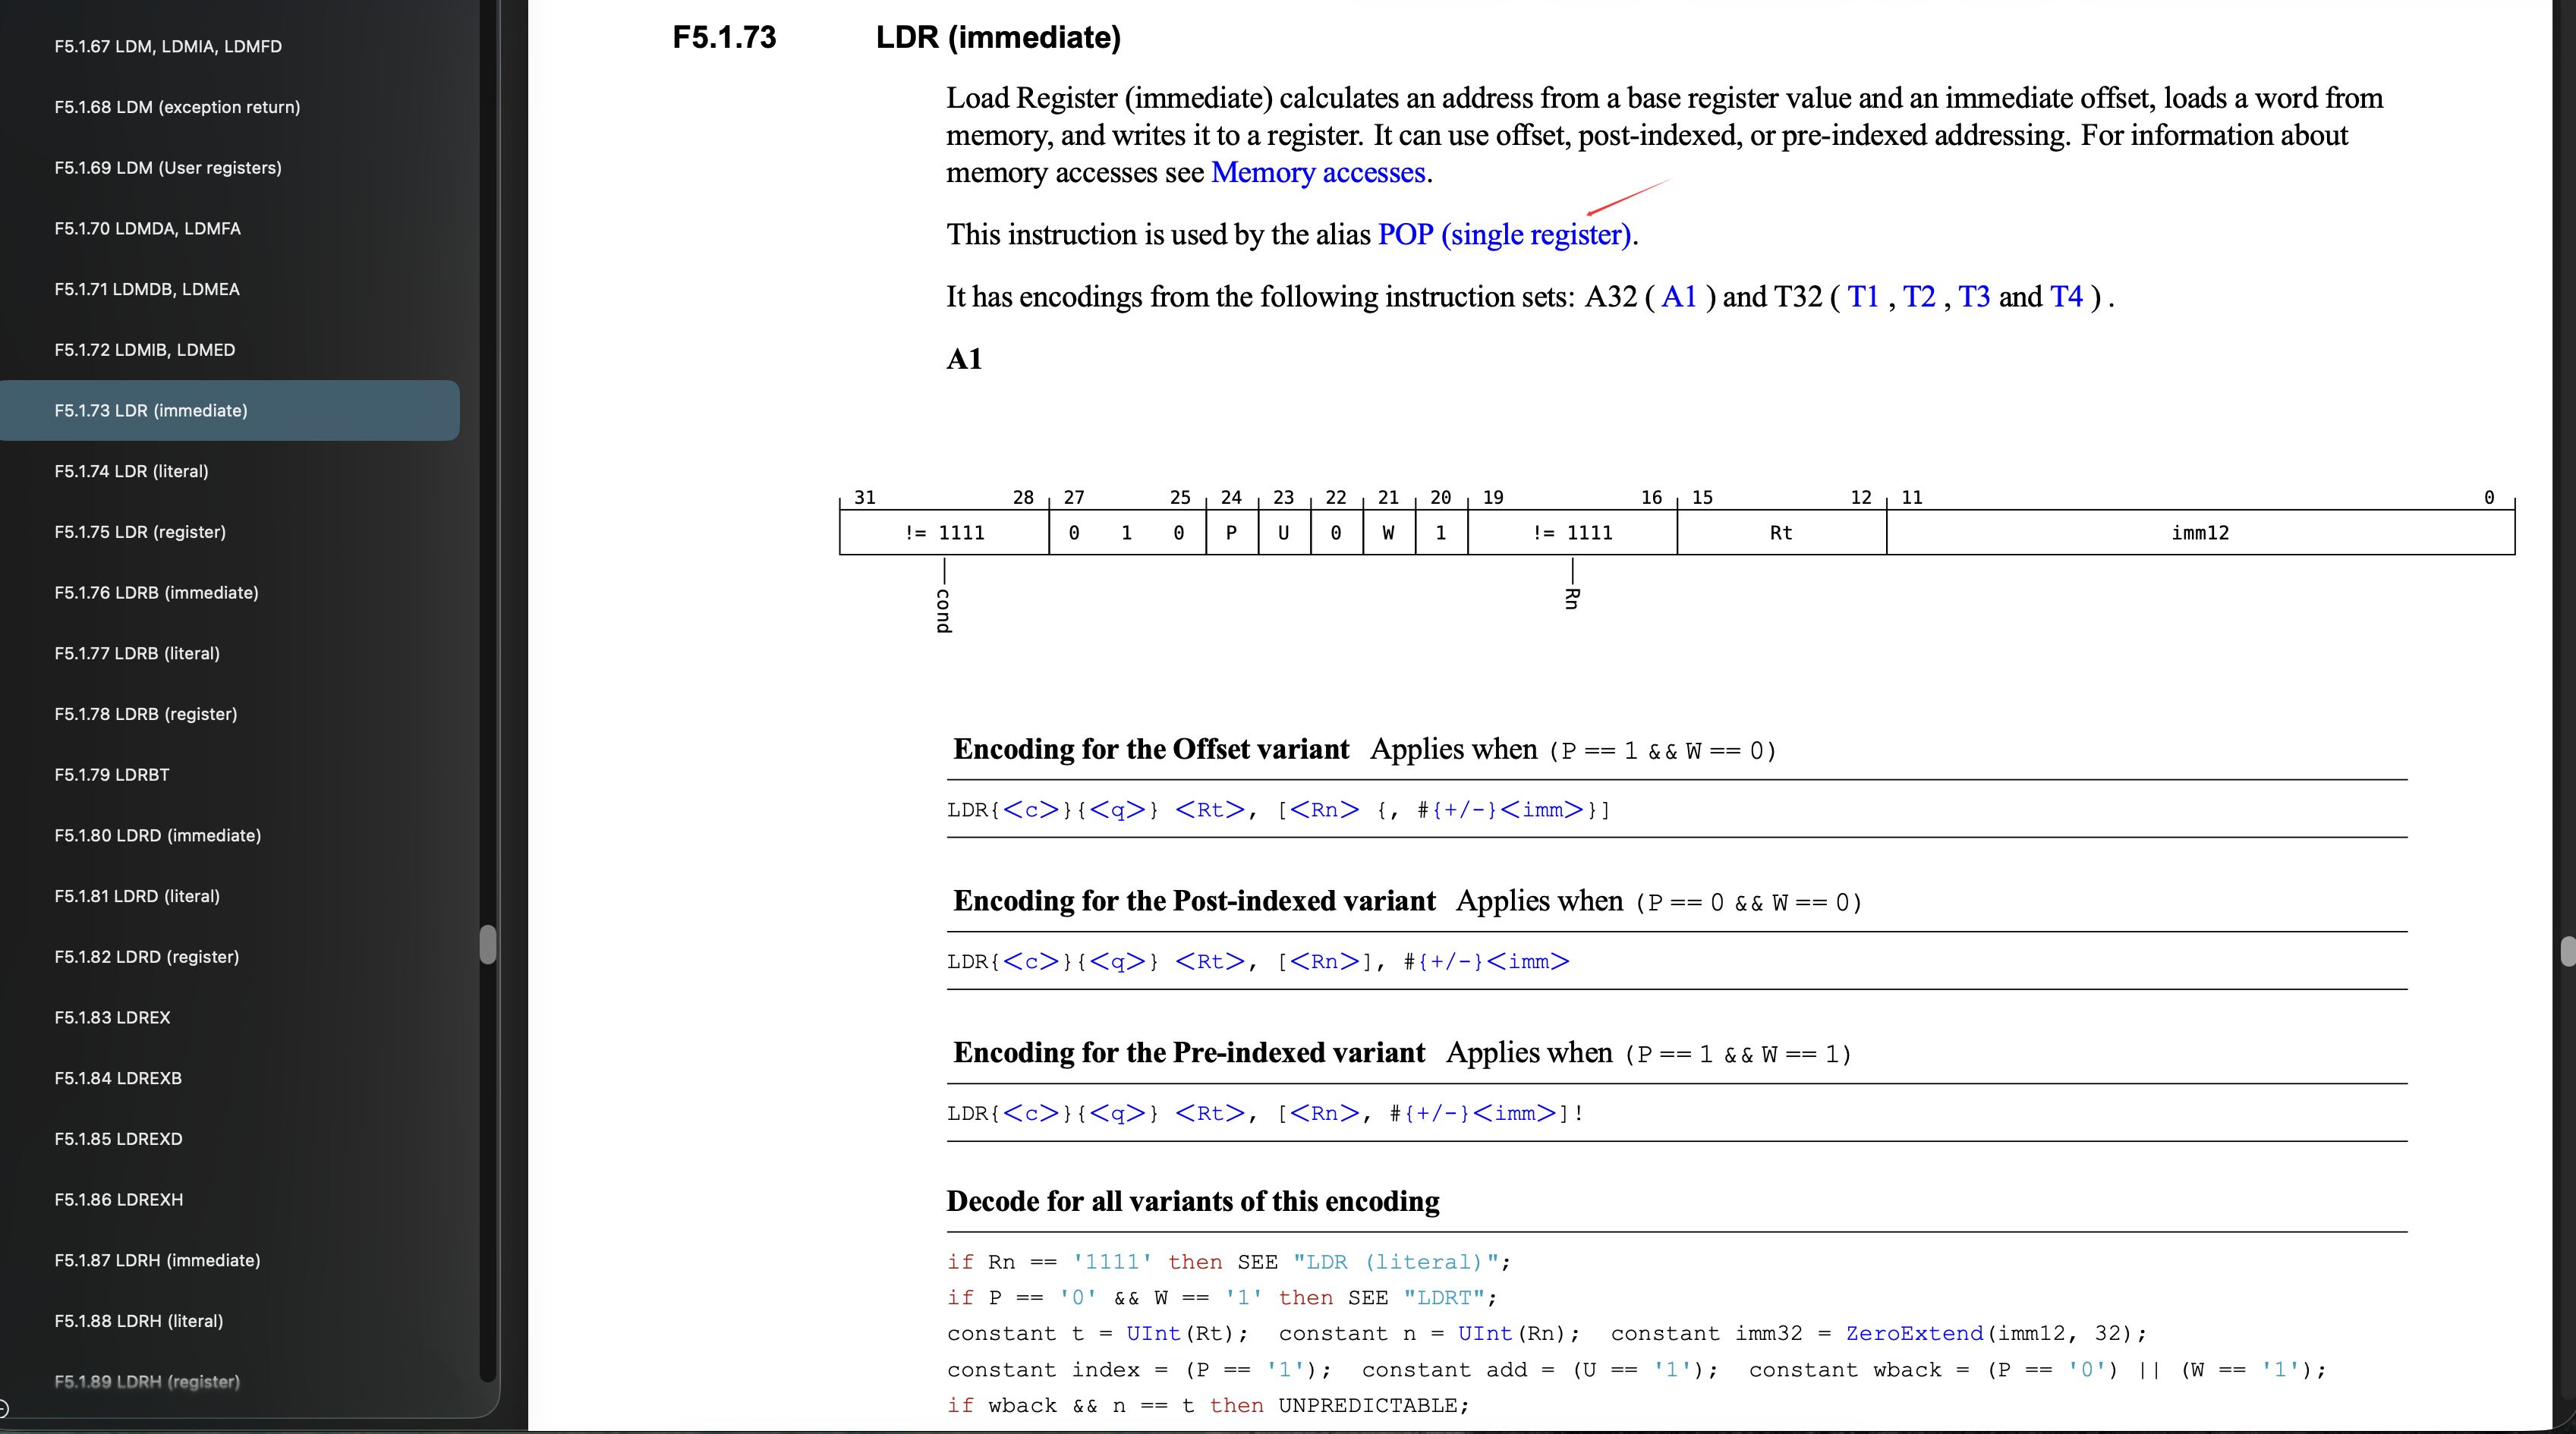 F5.1.67 LDM, LDMIA, LDMFD
F5.1.68 LDM (exception return)
F5.1.69 LDM (User registers)
F5.1.70 LDMDA, LDMFA
F5.1.71 LDMDB, LDMEA
F5.1.72 LDMIB, LDMED
F5.1.73 LDR (immediate)
F5.1.74 LDR (literal)
F5.1.75 LDR (register)
F5.1.76 LDRB (immediate)
F5.1.77 LDRB (literal)
F5.1.78 LDRB (register)
F5.1.79 LDRBT
F5.1.80 LDRD (immediate)
F5.1.81 LDRD (literal)
F5.1.82 LDRD (register)
F5.1.83 LDREX
F5.1.84 LDREXB
F5.1.85 LDREXD
F5.1.86 LDREXH
F5.1.87 LDRH (immediate)
F5.1.88 LDRH (literal)
F5.1.89 LDRH (register)
F5.1.73 LDR (immediate)
Load Register (immediate) calculates an address from a base register value and an immediate offset, loads a word from
memory, and writes it to a register. It can use offset, post-indexed, or pre-indexed addressing. For information about
memory accesses see Memory accesses.
This instruction is used by the alias POP (single register).
It has encodings from the following instruction sets: A32 ( A1 ) and T32 ( T1 , T2 , T3 and T4 ) .
A1
31 28 27 25 24 23 22 21 20 19 16 15 12 11 0
!= 1111 0 1 0 P U 0 W 1 != 1111 Rt imm12
cond Rn
Encoding for the Offset variant Applies when (P == 1 && W == 0)
LDR{<c>}{<q>} <Rt>, [<Rn> {, #{+/-}<imm>}]
Encoding for the Post-indexed variant Applies when (P == 0 && W == 0)
LDR{<c>}{<q>} <Rt>, [<Rn>], #{+/-}<imm>
Encoding for the Pre-indexed variant Applies when (P == 1 && W == 1)
LDR{<c>}{<q>} <Rt>, [<Rn>, #{+/-}<imm>]!
Decode for all variants of this encoding
if Rn == '1111' then SEE "LDR (literal)";
if P == '0' && W == '1' then SEE "LDRT";
constant t = UInt(Rt); constant n = UInt(Rn); constant imm32 = ZeroExtend(imm12, 32);
constant index = (P == '1'); constant add = (U == '1'); constant wback = (P == '0') || (W == '1');
if wback && n == t then UNPREDICTABLE;